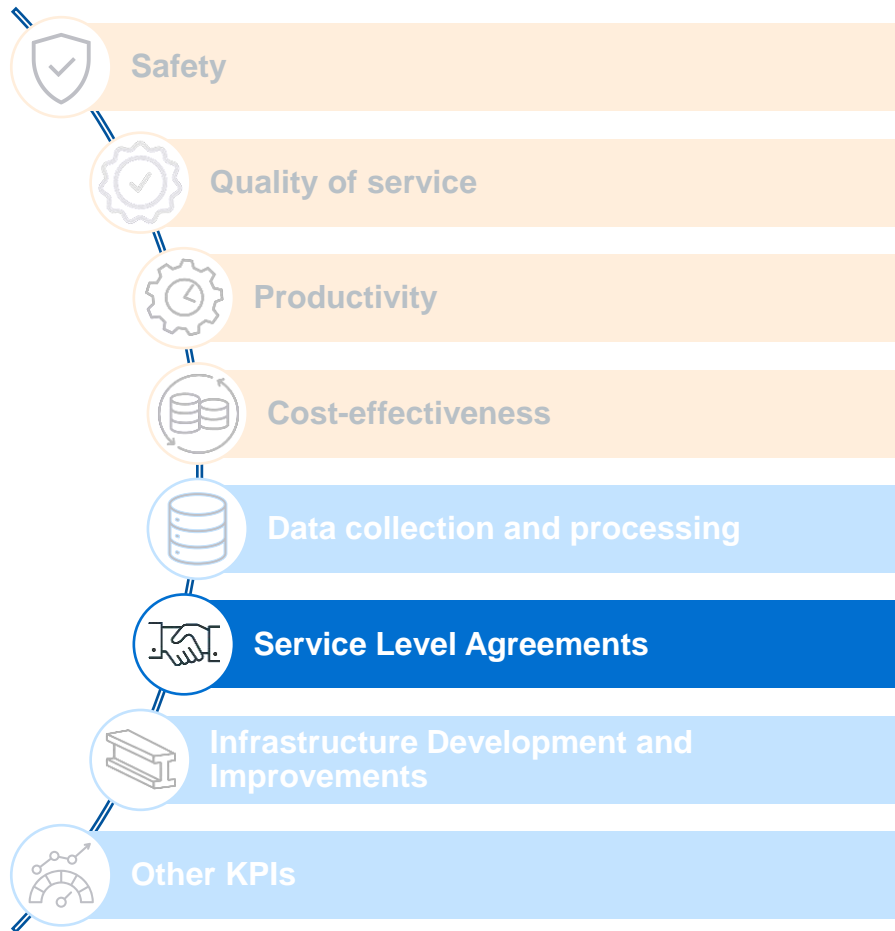 Safety
Quality of service
Productivity
Cost-effectiveness
Data collection and processing
Service Level Agreements
Infrastructure Development and
Improvements
Other KPIs